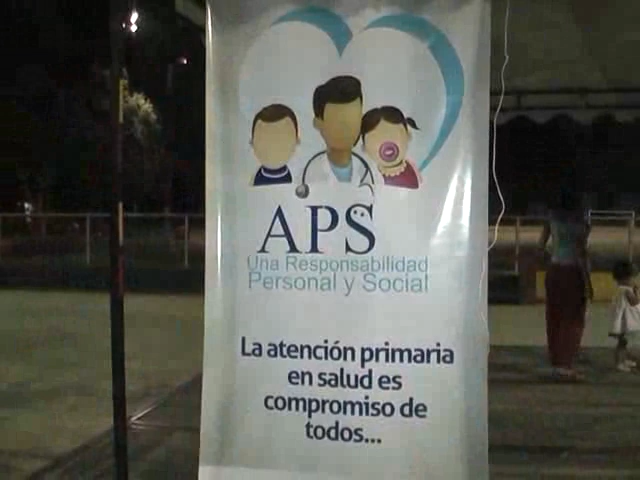 APS
Una Responsabilidad
Personal y Social
La atención primaria
en salud es
compromiso de
todos...